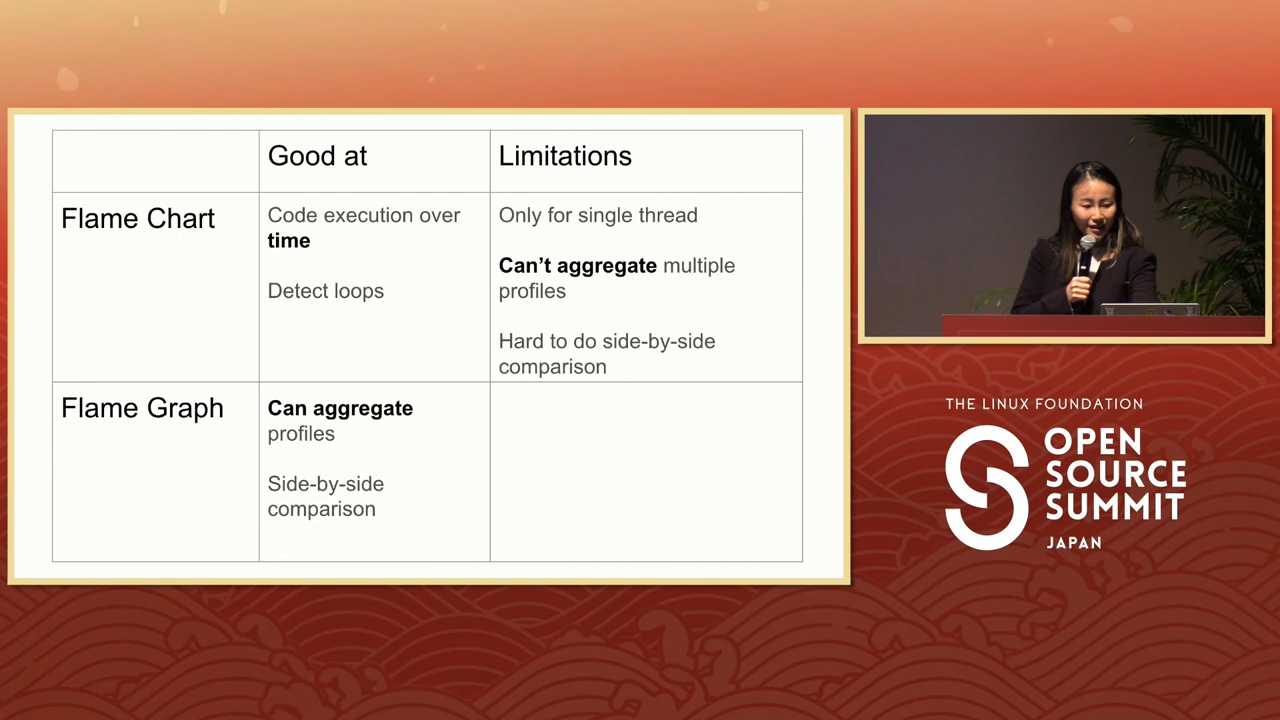 Good at
Limitations
Flame Chart
Code execution over
time
Detect loops
Only for single thread
Can’t aggregate multiple
profiles
Hard to do side-by-side
comparison
Flame Graph
Can aggregate
profiles
Side-by-side
comparison
THE LINUX FOUNDATION
OPEN
SOURCE
SUMMIT
JAPAN